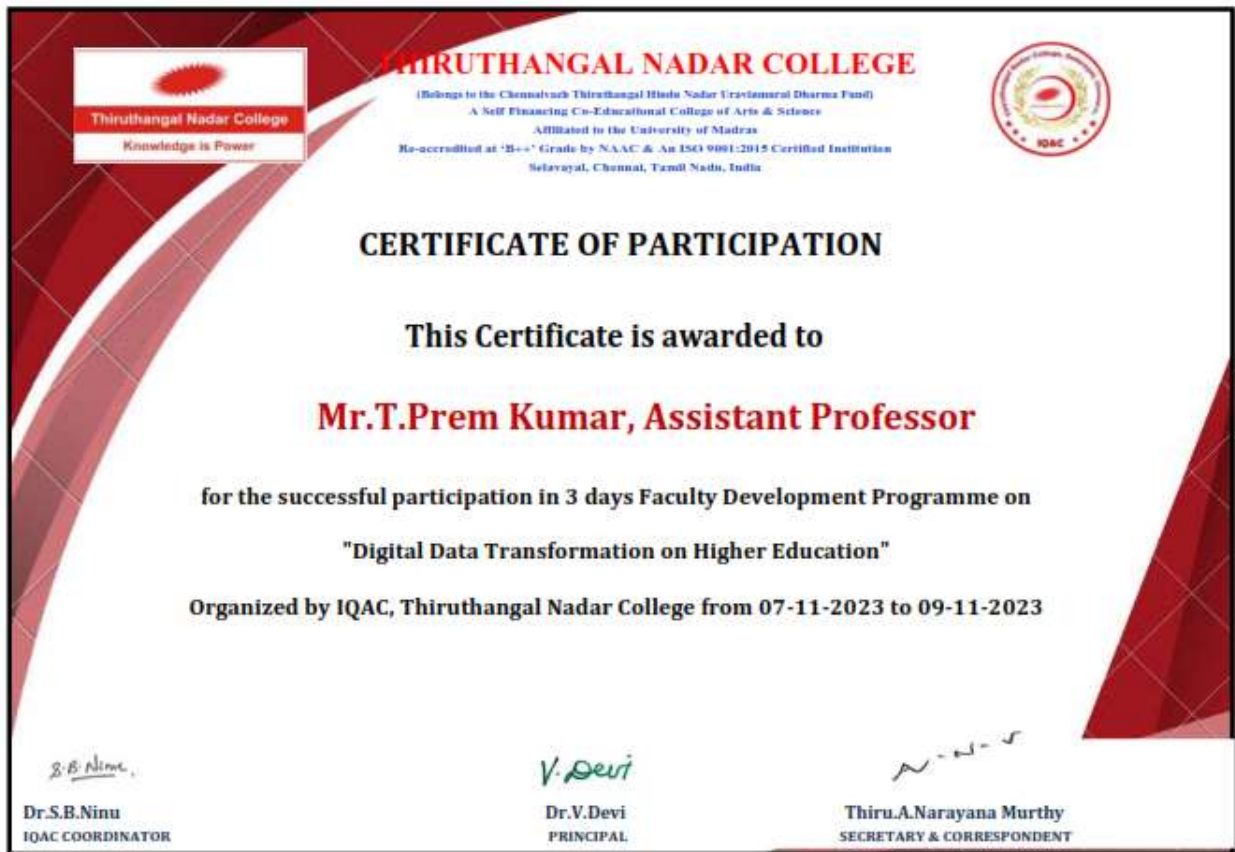 Thiruthangal Nadar College
Knowledge is Power
THIRUTHANGAL NADAR COLLEGE
(Belongs to the Chennaivazh Thiruthangal Hindu Nadar Uravinmurai Dharma Fund)
A Self Financing Co-Educational College of Arts & Science
Affiliated to the University of Madras
Re-accredited at 'B++' Grade by NAAC & An ISO 9001:2015 Certified Institution
Selavayal, Chennai, Tamil Nadu, India
IQAC
CERTIFICATE OF PARTICIPATION
This Certificate is awarded to
Mr.T.Prem Kumar, Assistant Professor
for the successful participation in 3 days Faculty Development Programme on
"Digital Data Transformation on Higher Education"
Organized by IQAC, Thiruthangal Nadar College from 07-11-2023 to 09-11-2023
V. Devi
Dr.S.B.Ninu
Dr.V.Devi
Thiru.A.Narayana Murthy
IQAC COORDINATOR
PRINCIPAL
SECRETARY & CORRESPONDENT